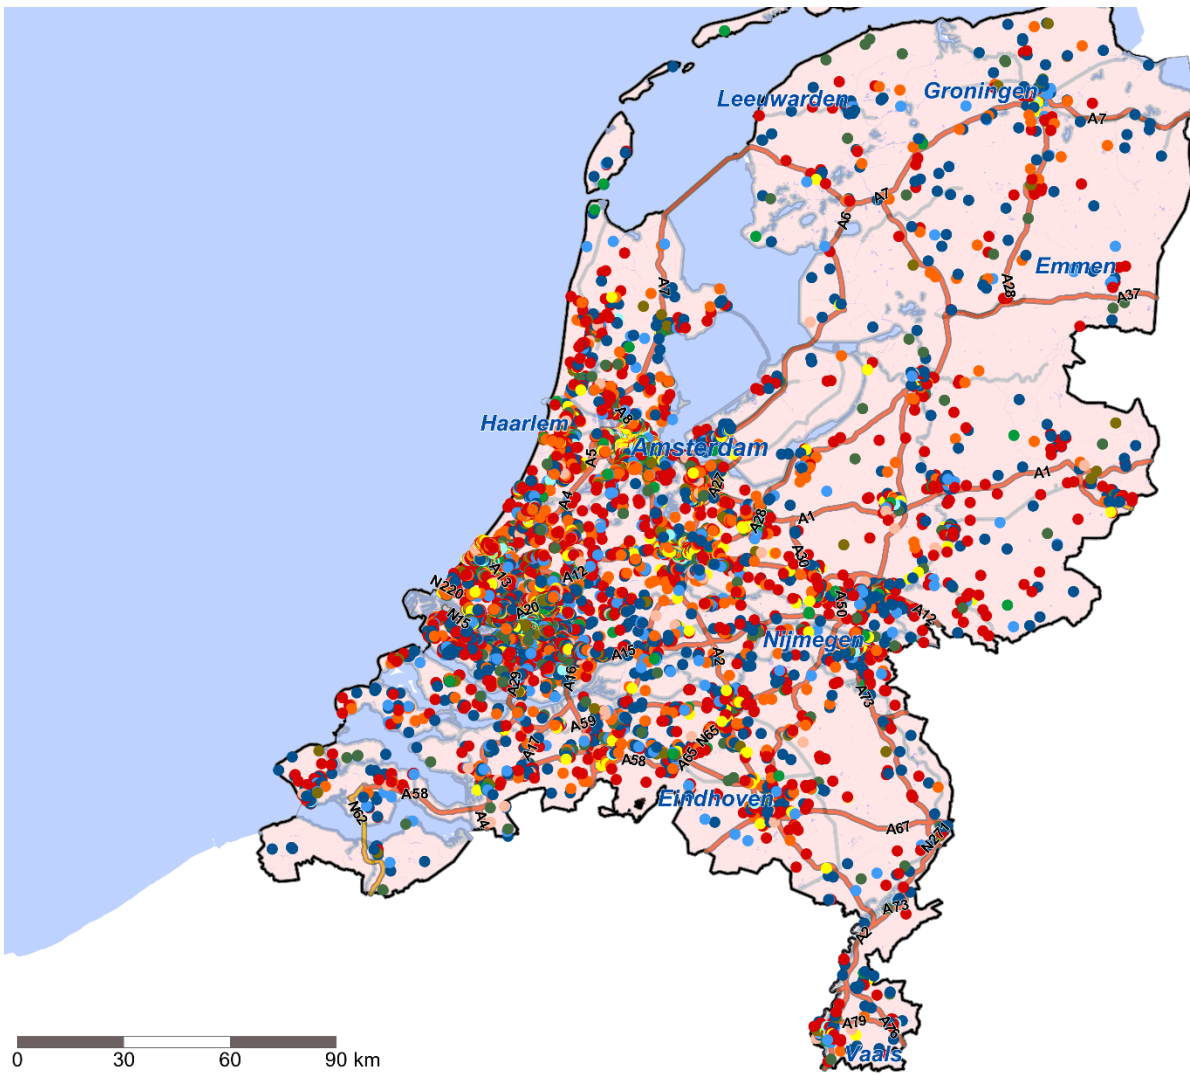 Leeuwarden
Groningen
A7
A7
A6
Emmen
A28
A37
A7
A8
Haarlem
Amsterdam
A5
A27
A1
A4
A28
A1
A30
A13
A12
N220
A20
N15
A50
A12
Nijmegen
A15
A2
A16
A29
A73
A59
N65
A17
A58
A65
Eindhoven
A58
N62
A4
A67
N271
A73
A2
A79
A76
Vaals
0 30 60 90 km